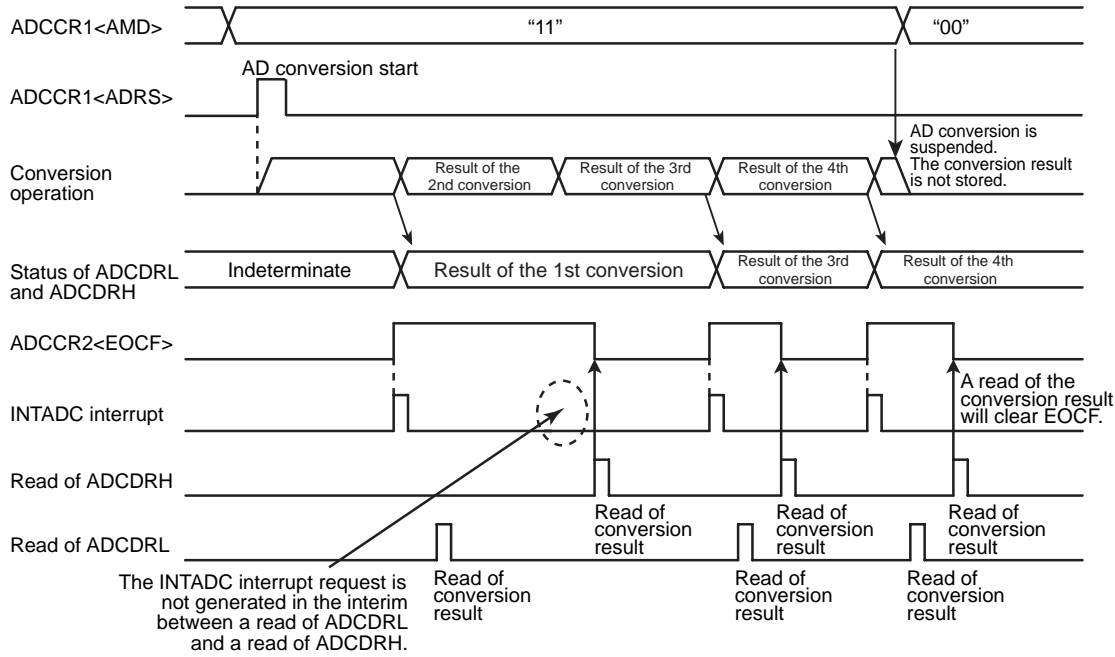 ADCCR1<AMD>
“11”
“00”
AD conversion start
ADCCR1<ADRS>
AD conversion is
suspended.
The conversion result
is not stored.
Conversion
operation
Result of the
2nd conversion
Result of the 3rd
conversion
Result of the 4th
conversion
Status of ADCDRL
and ADCDRH
Indeterminate
Result of the 1st conversion
Result of the 3rd
conversion
Result of the 4th
conversion
ADCCR2<EOCF>
INTADC interrupt
A read of the
conversion result
will clear EOCF.
Read of ADCDRH
Read of
conversion
result
Read of
conversion
result
Read of
conversion
result
Read of ADCDRL
Read of
conversion
result
Read of
conversion
result
Read of
conversion
result
The INTADC interrupt request is
not generated in the interim
between a read of ADCDRL
and a read of ADCDRH.